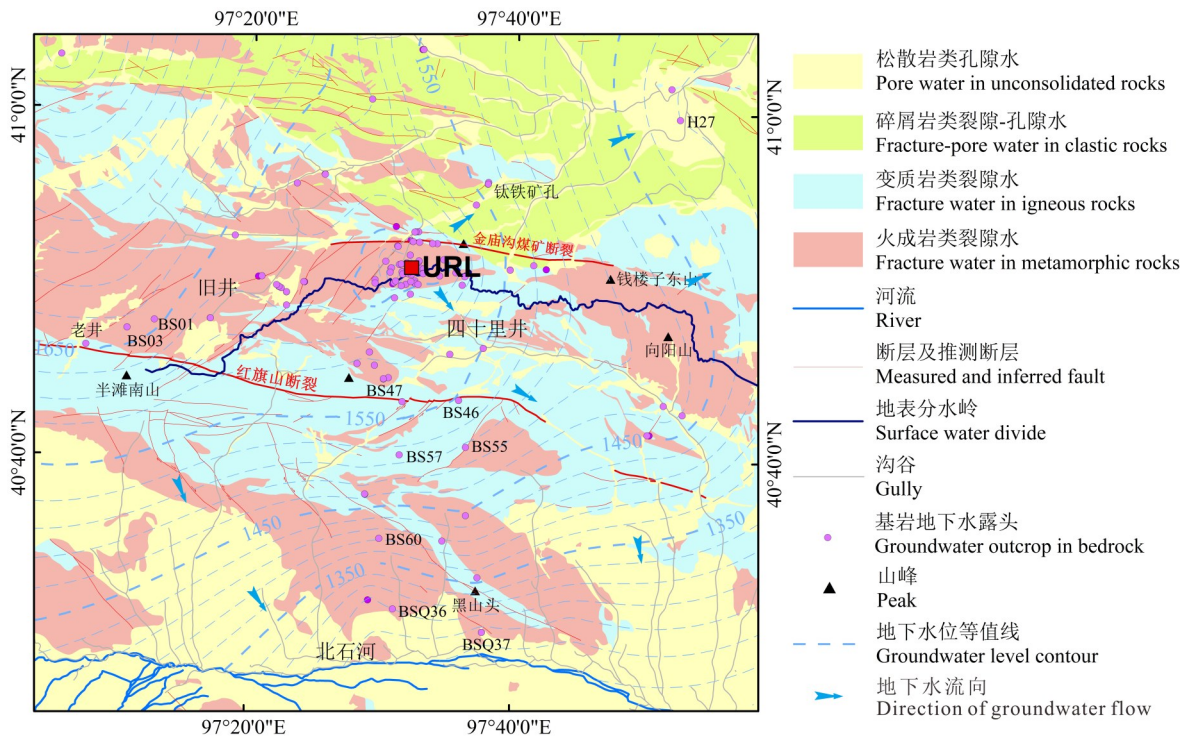 97°20'0"E
97°40'0"E
41°0'0"N
41°0'0"N
40°40'0"N
40°40'0"N
97°20'0"E
97°40'0"E
1550
H27
钛铁矿孔
金庙沟煤矿断裂
URL
钱楼子东山
旧井
四十里井
老井
BS01
BS03
向阳山
1650
半滩南山
红旗山断裂
BS47
BS46
1550
1450
BS57
BS55
1450
1350
BS60
1350
BSQ36
黑山头
BSQ37
北石河
松散岩类孔隙水
Pore water in unconsolidated rocks
碎屑岩类裂隙-孔隙水
Fracture-pore water in clastic rocks
变质岩类裂隙水
Fracture water in igneous rocks
火成岩类裂隙水
Fracture water in metamorphic rocks
河流
River
断层及推测断层
Measured and inferred fault
地表分水岭
Surface water divide
沟谷
Gully
基岩地下水露头
Groundwater outcrop in bedrock
山峰
Peak
地下水位等值线
Groundwater level contour
地下水流向
Direction of groundwater flow